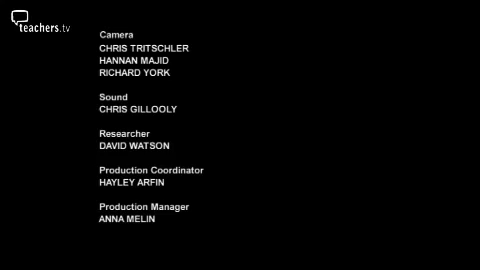 teachers.tv
Camera
CHRIS TRITSCHLER
HANNAN MAJID
RICHARD YORK
Sound
CHRIS GILLOOLY
Researcher
DAVID WATSON
Production Coordinator
HAYLEY ARFIN
Production Manager
ANNA MELIN